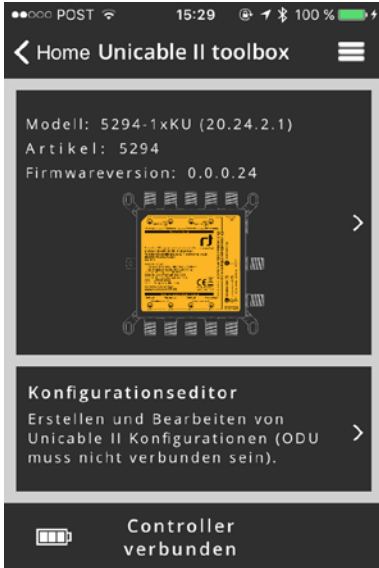 POST 15:29 100 %
Home Unicable II toolbox
Modell: 5294-1xKU (20.24.2.1)
Artikel: 5294
Firmwareversion: 0.0.0.24
Konfigurationseditor
Erstellen und Bearbeiten von
Unicable II Konfigurationen (ODU
muss nicht verbunden sein).
Controller
verbunden